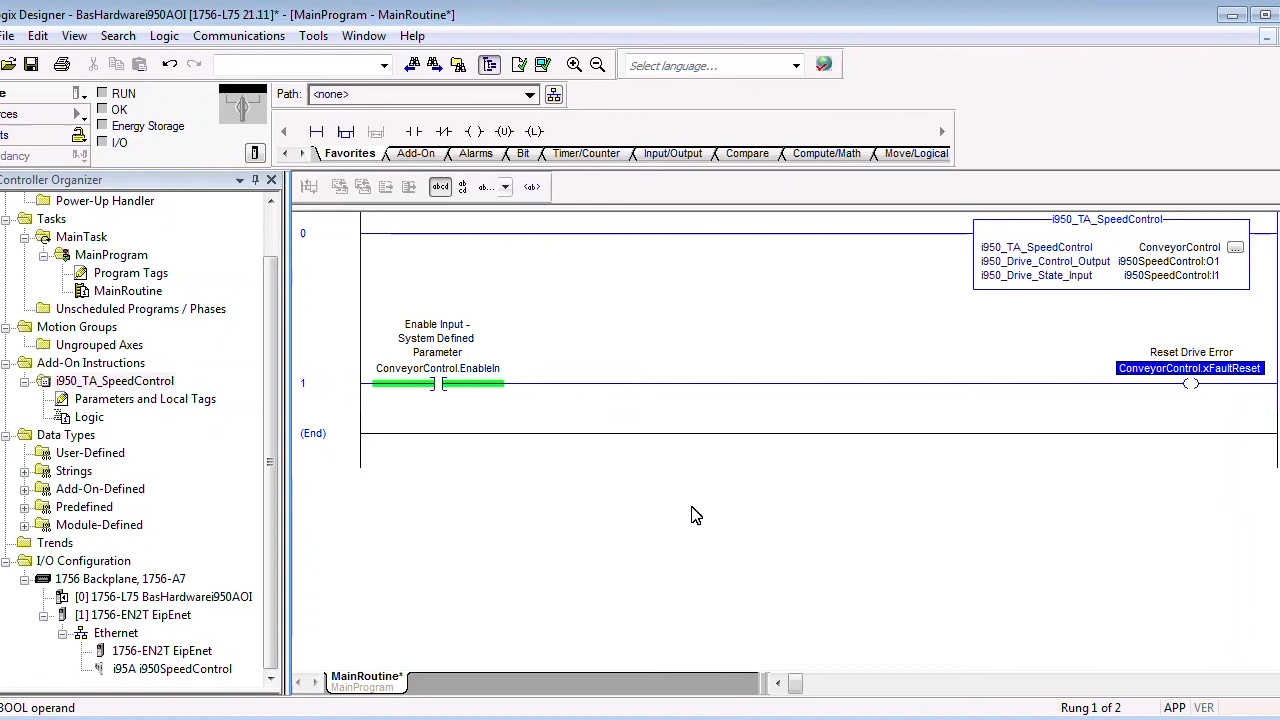 gix Designer - BasHardwarei950AOI [1756-L75 21.11]* - [MainProgram - MainRoutine*]
File Edit View Search Logic Communications Tools Window Help
Select language...
RUN
OK
Energy Storage
I/O
Path: <none>
Favorites Add-On Alarms Bit Timer/Counter Input/Output Compare Compute/Math Move/Logical
Controller Organizer
Power-Up Handler
Tasks
MainTask
MainProgram
Program Tags
MainRoutine
Unscheduled Programs / Phases
Motion Groups
Ungrouped Axes
Add-On Instructions
i950_TA_SpeedControl
Parameters and Local Tags
Logic
Data Types
User-Defined
Strings
Add-On-Defined
Predefined
Module-Defined
Trends
I/O Configuration
1756 Backplane, 1756-A7
[0] 1756-L75 BasHardwarei950AOI
[1] 1756-EN2T EipEnet
Ethernet
1756-EN2T EipEnet
i95A i950SpeedControl
abcd ab cd ab... <ab>
0
i950_TA_SpeedControl
i950_TA_SpeedControl ConveyorControl ...
i950_Drive_Control_Output i950SpeedControl:O1
i950_Drive_State_Input i950SpeedControl:I1
Enable Input -
System Defined
Parameter
ConveyorControl.EnableIn
Reset Drive Error
ConveyorControl.xFaultReset
1
(End)
MainRoutine*
MainProgram
BOOL operand
Rung 1 of 2
APP VER